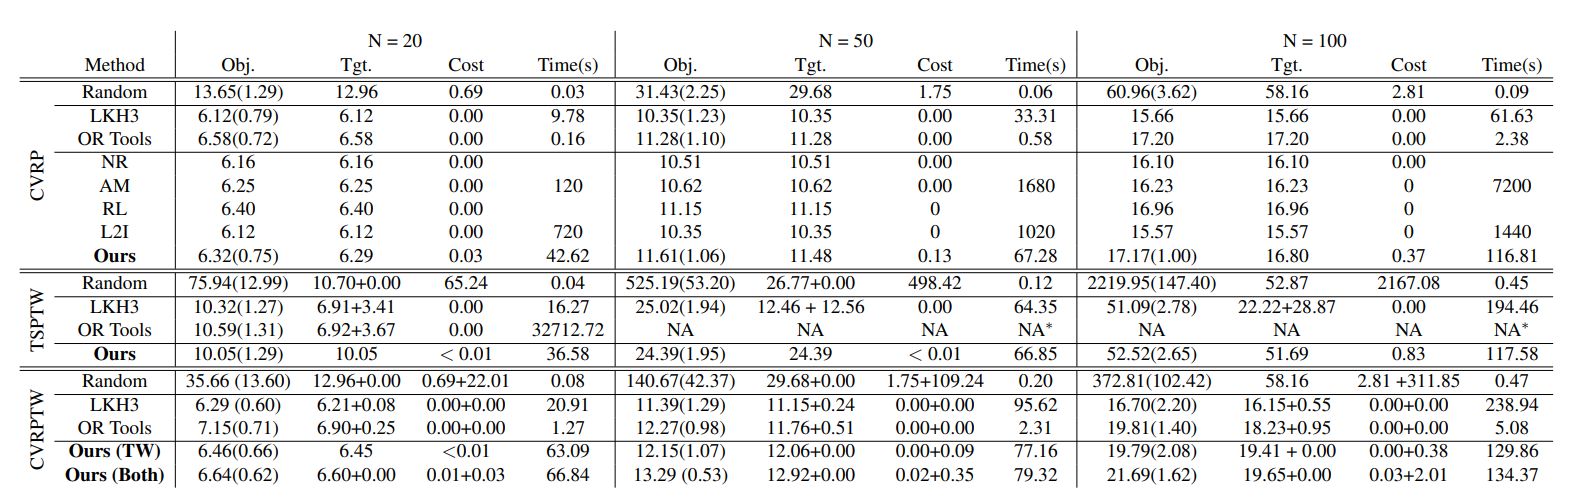 N = 20 N = 50 N = 100
Method Obj. Tgt. Cost Time(s) Obj. Tgt. Cost Time(s) Obj. Tgt. Cost Time(s)
CVRP
Random 13.65(1.29) 12.96 0.69 0.03 31.43(2.25) 29.68 1.75 0.06 60.96(3.62) 58.16 2.81 0.09
LKH3 6.12(0.79) 6.12 0.00 9.78 10.35(1.23) 10.35 0.00 33.31 15.66 15.66 0.00 61.63
OR Tools 6.58(0.72) 6.58 0.00 0.16 11.28(1.10) 11.28 0.00 0.58 17.20 17.20 0.00 2.38
NR 6.16 6.16 0.00 10.51 10.51 0.00 16.10 16.10 0.00
AM 6.25 6.25 0.00 120 10.62 10.62 0.00 1680 16.23 16.23 0 7200
RL 6.40 6.40 0.00 11.15 11.15 0 16.96 16.96 0
L2I 6.12 6.12 0.00 720 10.35 10.35 0 1020 15.57 15.57 0 1440
Ours 6.32(0.75) 6.29 0.03 42.62 11.61(1.06) 11.48 0.13 67.28 17.17(1.00) 16.80 0.37 116.81
TSPTW
Random 75.94(12.99) 10.70+0.00 65.24 0.04 525.19(53.20) 26.77+0.00 498.42 0.12 2219.95(147.40) 52.87 2167.08 0.45
LKH3 10.32(1.27) 6.91+3.41 0.00 16.27 25.02(1.94) 12.46 + 12.56 0.00 64.35 51.09(2.78) 22.22+28.87 0.00 194.46
OR Tools 10.59(1.31) 6.92+3.67 0.00 32712.72 NA NA NA NA* NA NA NA NA*
Ours 10.05(1.29) 10.05 < 0.01 36.58 24.39(1.95) 24.39 < 0.01 66.85 52.52(2.65) 51.69 0.83 117.58
CVRPTW
Random 35.66 (13.60) 12.96+0.00 0.69+22.01 0.08 140.67(42.37) 29.68+0.00 1.75+109.24 0.20 372.81(102.42) 58.16 2.81 +311.85 0.47
LKH3 6.29 (0.60) 6.21+0.08 0.00+0.00 20.91 11.39(1.29) 11.15+0.24 0.00+0.00 95.62 16.70(2.20) 16.15+0.55 0.00+0.00 238.94
OR Tools 7.15(0.71) 6.90+0.25 0.00+0.00 1.27 12.27(0.98) 11.76+0.51 0.00+0.00 2.31 19.81(1.40) 18.23+0.95 0.00+0.00 5.08
Ours (TW) 6.46(0.66) 6.45 <0.01 63.09 12.15(1.07) 12.06+0.00 0.00+0.09 77.16 19.79(2.08) 19.41 + 0.00 0.00+0.38 129.86
Ours (Both) 6.64(0.62) 6.60+0.00 0.01+0.03 66.84 13.29 (0.53) 12.92+0.00 0.02+0.35 79.32 21.69(1.62) 19.65+0.00 0.03+2.01 134.37